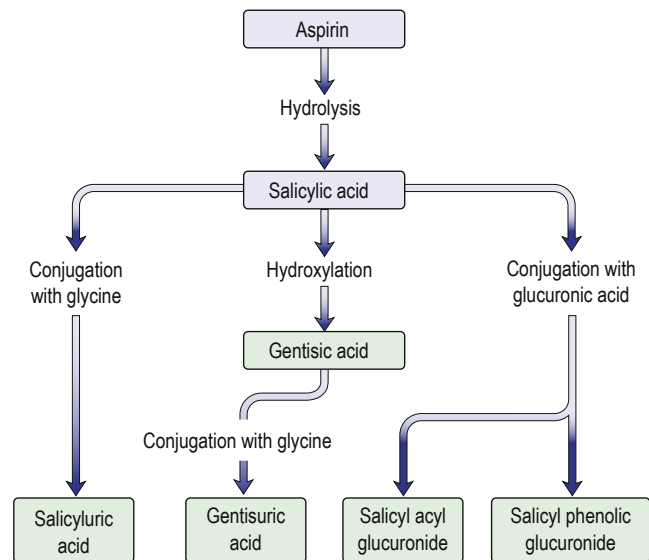 Aspirin
Hydrolysis
Salicylic acid
Conjugation
with glycine
Hydroxylation
Conjugation with
glucuronic acid
Gentisic acid
Conjugation with glycine
Salicyluric
acid
Gentisuric
acid
Salicyl acyl
glucuronide
Salicyl phenolic
glucuronide